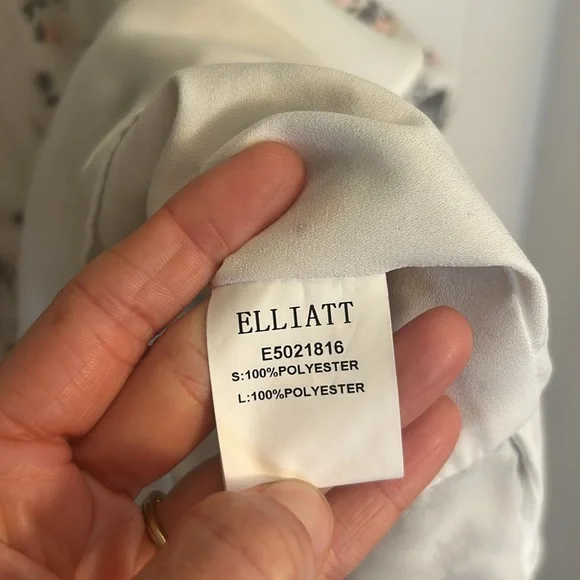 ELLIATT
E5021816
S:100%POLYESTER
L:100%POLYESTER